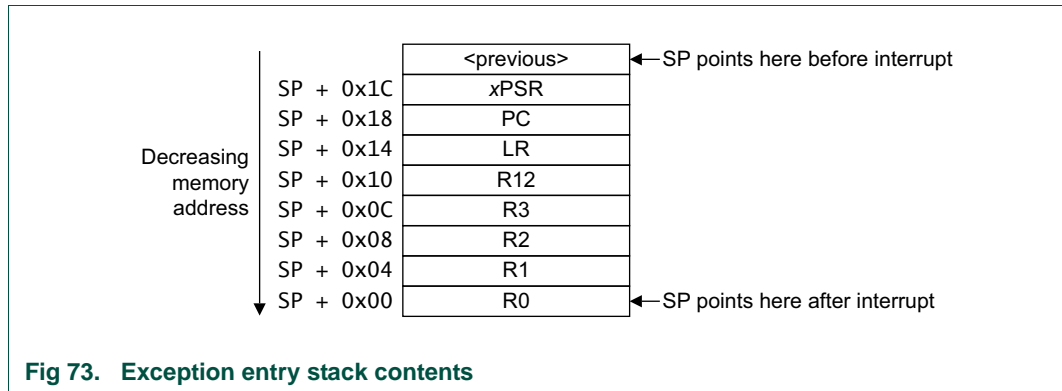 <previous>
SP points here before interrupt
SP + 0x1C xPSR
SP + 0x18 PC
SP + 0x14 LR
Decreasing memory address
SP + 0x10 R12
SP + 0x0C R3
SP + 0x08 R2
SP + 0x04 R1
SP + 0x00 R0
SP points here after interrupt
Fig 73. Exception entry stack contents